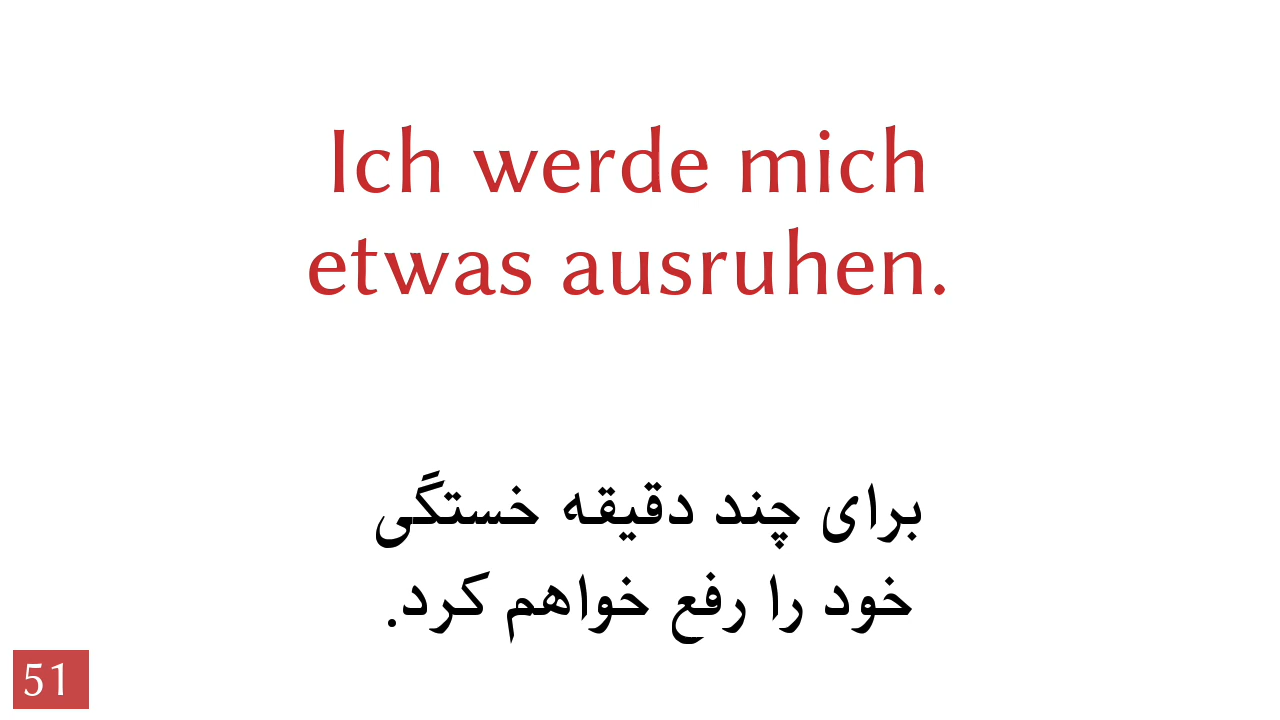 Ich werde mich
etwas ausruhen.
برای چند دقیقه خستگی
خود را رفع خواهم کرد.
51